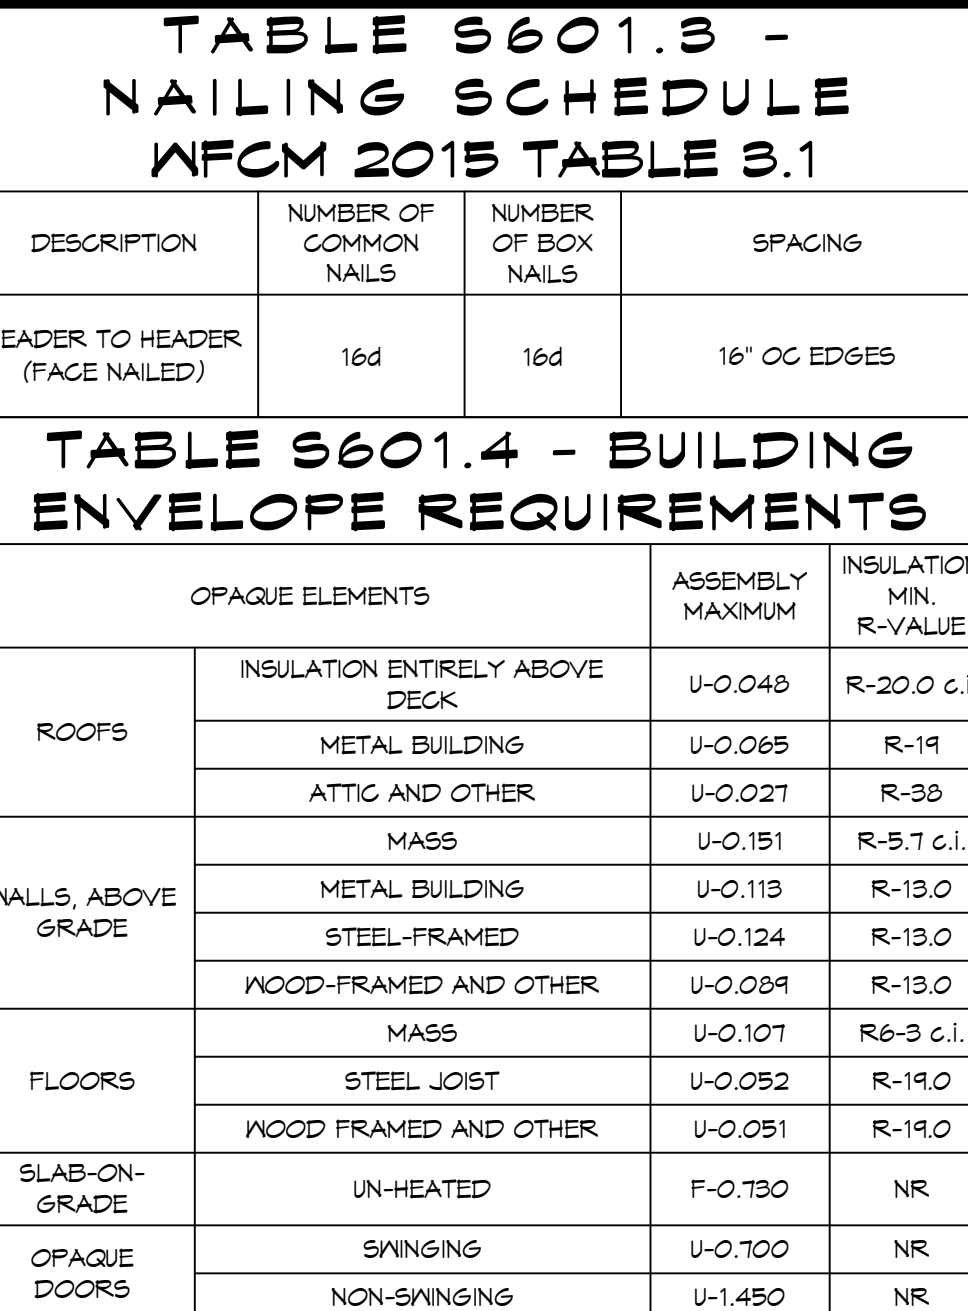 TABLE S601.3 -
NAILING SCHEDULE
WFCM 2015 TABLE 3.1
DESCRIPTION
NUMBER OF
COMMON
NAILS
NUMBER
OF BOX
NAILS
SPACING
EADER TO HEADER
(FACE NAILED)
16d
16d
16" OC EDGES
TABLE S601.4 - BUILDING
ENVELOPE REQUIREMENTS
OPAQUE ELEMENTS
ASSEMBLY
MAXIMUM
INSULATION
MIN.
R-VALUE
ROOFS
INSULATION ENTIRELY ABOVE
DECK
U-0.048
R-20.0 c.i
METAL BUILDING
U-0.065
R-19
ATTIC AND OTHER
U-0.027
R-38
WALLS, ABOVE
GRADE
MASS
U-0.151
R-5.7 c.i.
METAL BUILDING
U-0.113
R-13.0
STEEL-FRAMED
U-0.124
R-13.0
WOOD-FRAMED AND OTHER
U-0.089
R-13.0
FLOORS
MASS
U-0.107
R6-3 c.i.
STEEL JOIST
U-0.052
R-19.0
WOOD FRAMED AND OTHER
U-0.051
R-19.0
SLAB-ON-
GRADE
UN-HEATED
F-0.730
NR
OPAQUE
DOORS
SWINGING
U-0.700
NR
NON-SWINGING
U-1.450
NR